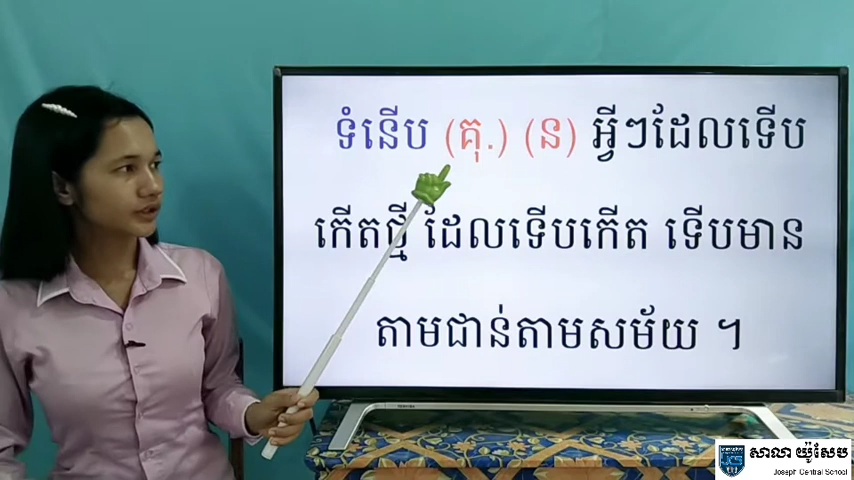 ទំនើប (គុ.) (ន) អ្វីៗដែលទើប
កើតថ្មី ដែលទើបកើត ទើបមាន
តាមជាន់តាមសម័យ ។
TOSHIBA
សាលា យ៉ូសែប
Joseph Central School
JCS